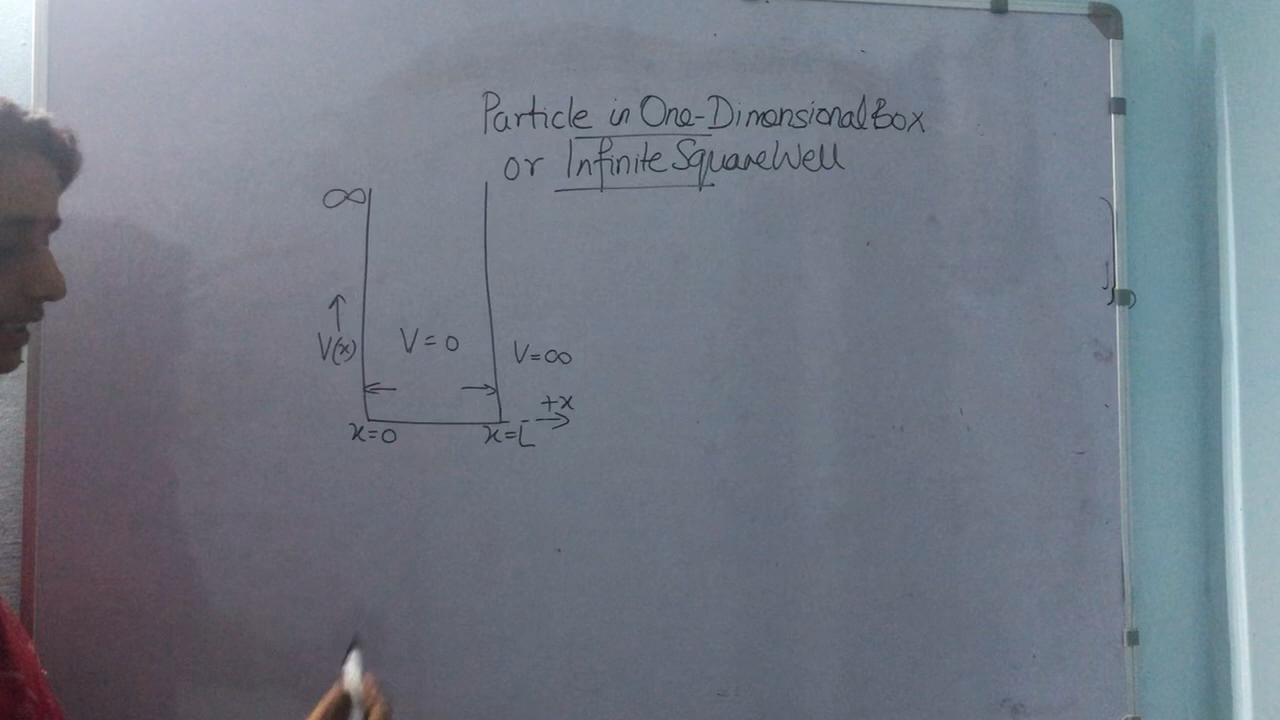 Particle in One-Dimensional Box
or Infinite Square Well
∞
↑
V(x)
V=0
V=∞
+x
x=0
x=L